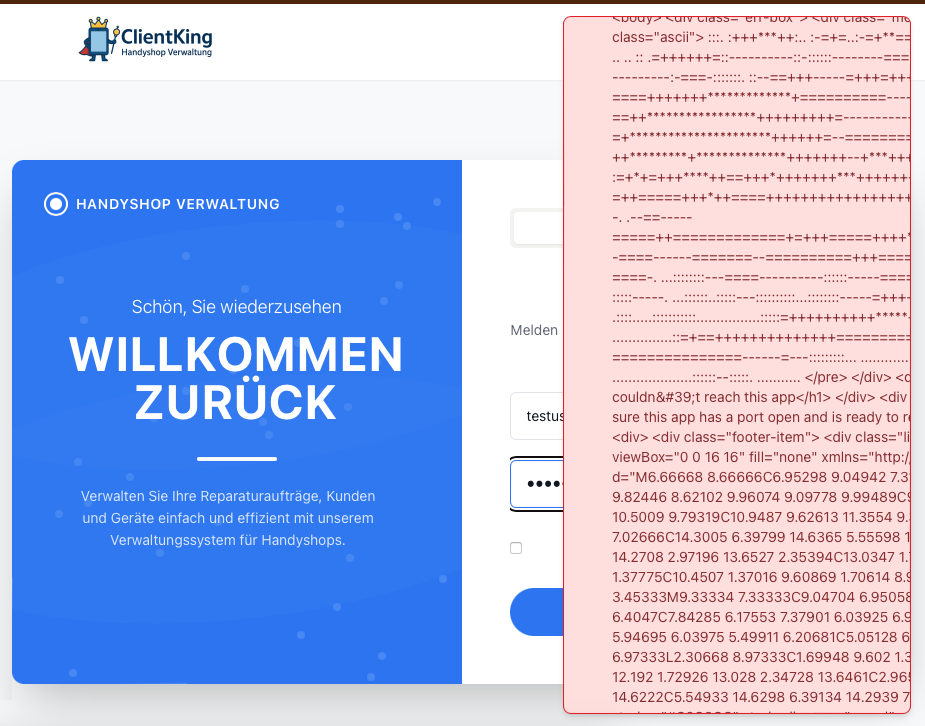 ClientKing
Handyshop Verwaltung
HANDYSHOP VERWALTUNG
Schön, Sie wiederzusehen
WILLKOMMEN
ZURÜCK
Verwalten Sie Ihre Reparaturaufträge, Kunden
und Geräte einfach und effizient mit unserem
Verwaltungssystem für Handyshops.
Melden
testus
<body> <div class="err-box"> <div class="me
class="ascii"> :::. :+++***++:.. :-=+=..:-=+**==
.. .. :: .=++++++=::----------::-::::::--------===
---------:-===-:::::::. ::--==+++-----=+++=++-
====+++++++*************+==========----
==++*****************+++++++++=----------
=+***********************++++++=--========
++*********+**************+++++++--+***+++
:=+*+=+++****++==+++*+++++++***+++++++
=++=====+++*++====+++++++++++++++++++
-. .--==-----
=====++=============+=+++=====++++*
-====------=======--==========+++====
====-. ...::::::::---====----------::::::-----====
:::::-----. ...::::::..:::::---::::::::::...::::::::-----=+++-
.::::.....:::::::::::...............:::::=++++++++++*****-
...............::=+==++++++++++++++==========
===============------=---:::::::::... ............
.....................::::::--:::::. ........... </pre> </div> <d
couldn&#39;t reach this app</h1> </div> <div
sure this app has a port open and is ready to re
<div> <div class="footer-item"> <div class="li
viewBox="0 0 16 16" fill="none" xmlns="http:/
d="M6.66668 8.66666C6.95298 9.04942 7.3
9.82446 8.62102 9.96074 9.09778 9.99489C9
10.5009 9.79319C10.9487 9.62613 11.3554 9.
7.02666C14.3005 6.39799 14.6365 5.55598 1
14.2708 2.97196 13.6527 2.35394C13.0347 1.7
1.37775C10.4507 1.37016 9.60869 1.70614 8.9
3.45333M9.33334 7.33333C9.04704 6.95058
6.4047C7.84285 6.17553 7.37901 6.03925 6.9
5.94695 6.03975 5.49911 6.20681C5.05128 6
6.97333L2.30668 8.97333C1.69948 9.602 1.3
12.192 1.72926 13.028 2.34728 13.6461C2.965
14.6222C5.54933 14.6298 6.39134 14.2939 7